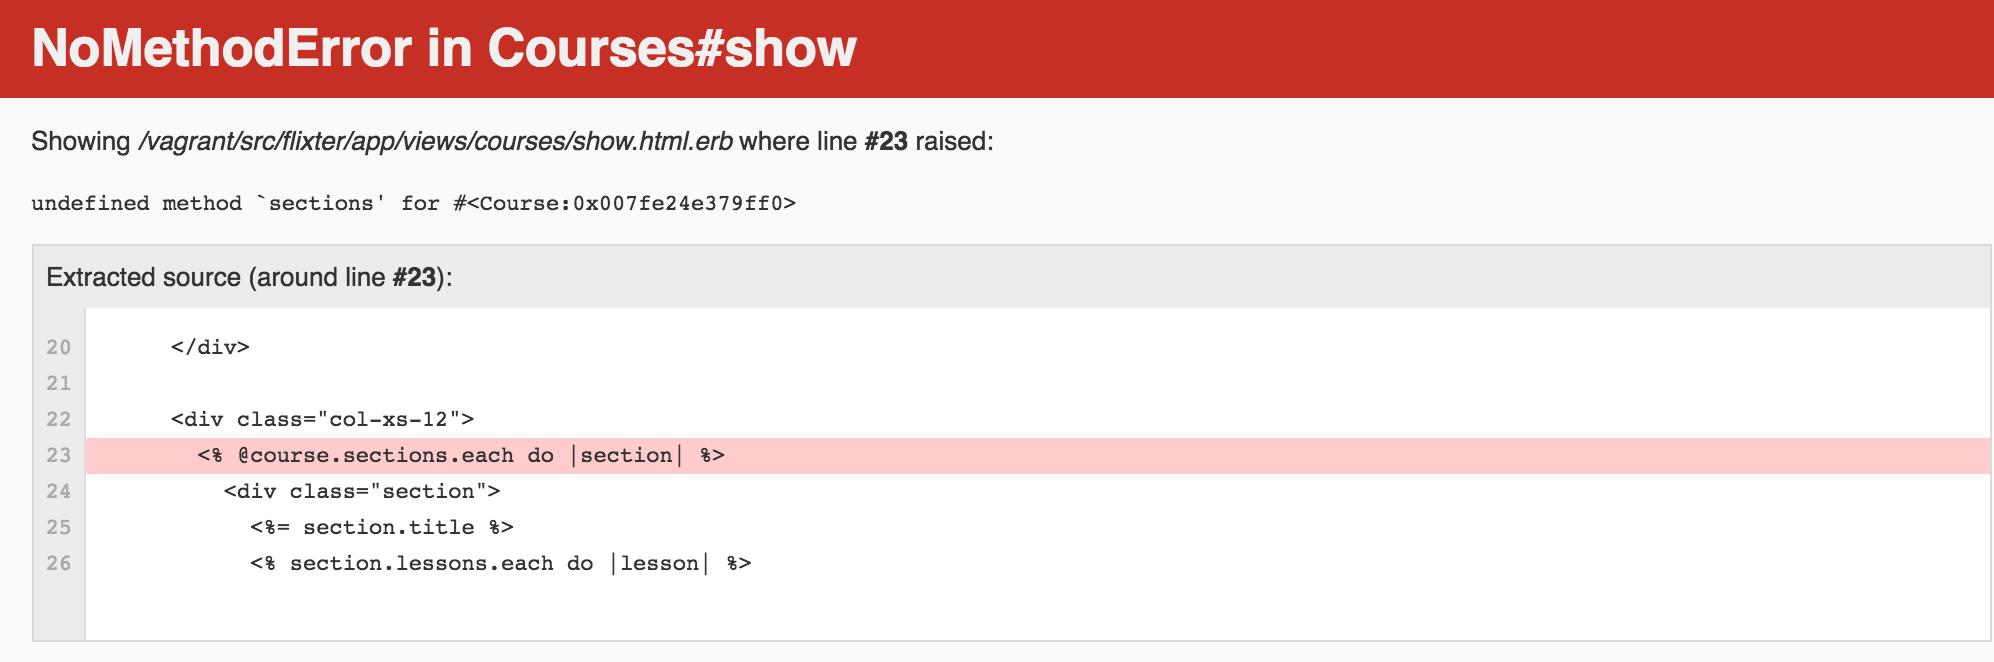 NoMethodError in Courses#show
Showing /vagrant/src/flixter/app/views/courses/show.html.erb where line #23 raised:
undefined method `sections' for #<Course:0x007fe24e379ff0>
Extracted source (around line #23):
20 </div>
21
22 <div class="col-xs-12">
23 <% @course.sections.each do |section| %>
24 <div class="section">
25 <%= section.title %>
26 <% section.lessons.each do |lesson| %>